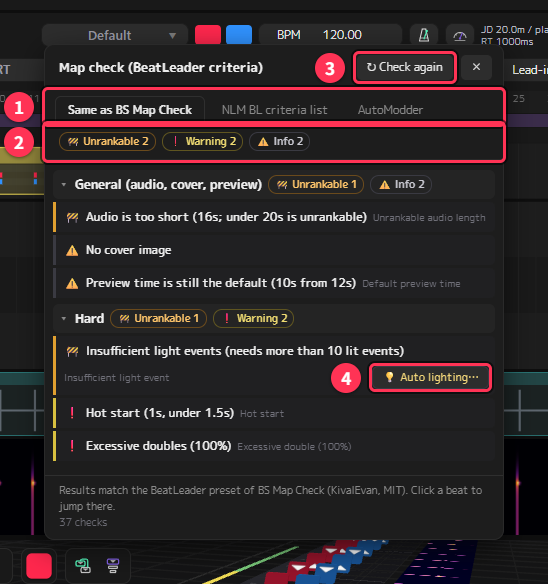 Default
BPM 120.00
JD 20.0m / pla
RT 1000ms
RT
Map check (BeatLeader criteria)
3
↻ Check again
×
Lead-in
1
11
Same as BS Map Check
NLM BL criteria list
AutoModder
25
2
Unrankable 2
Warning 2
Info 2
General (audio, cover, preview)
Unrankable 1
Info 2
Audio is too short (16s; under 20s is unrankable) Unrankable audio length
No cover image
Preview time is still the default (10s from 12s) Default preview time
Hard
Unrankable 1
Warning 2
Insufficient light events (needs more than 10 lit events)
Insufficient light event
4
Auto lighting…
Hot start (1s, under 1.5s) Hot start
Excessive doubles (100%) Excessive double (100%)
Results match the BeatLeader preset of BS Map Check (KivalEvan, MIT). Click a beat to
jump there.
37 checks